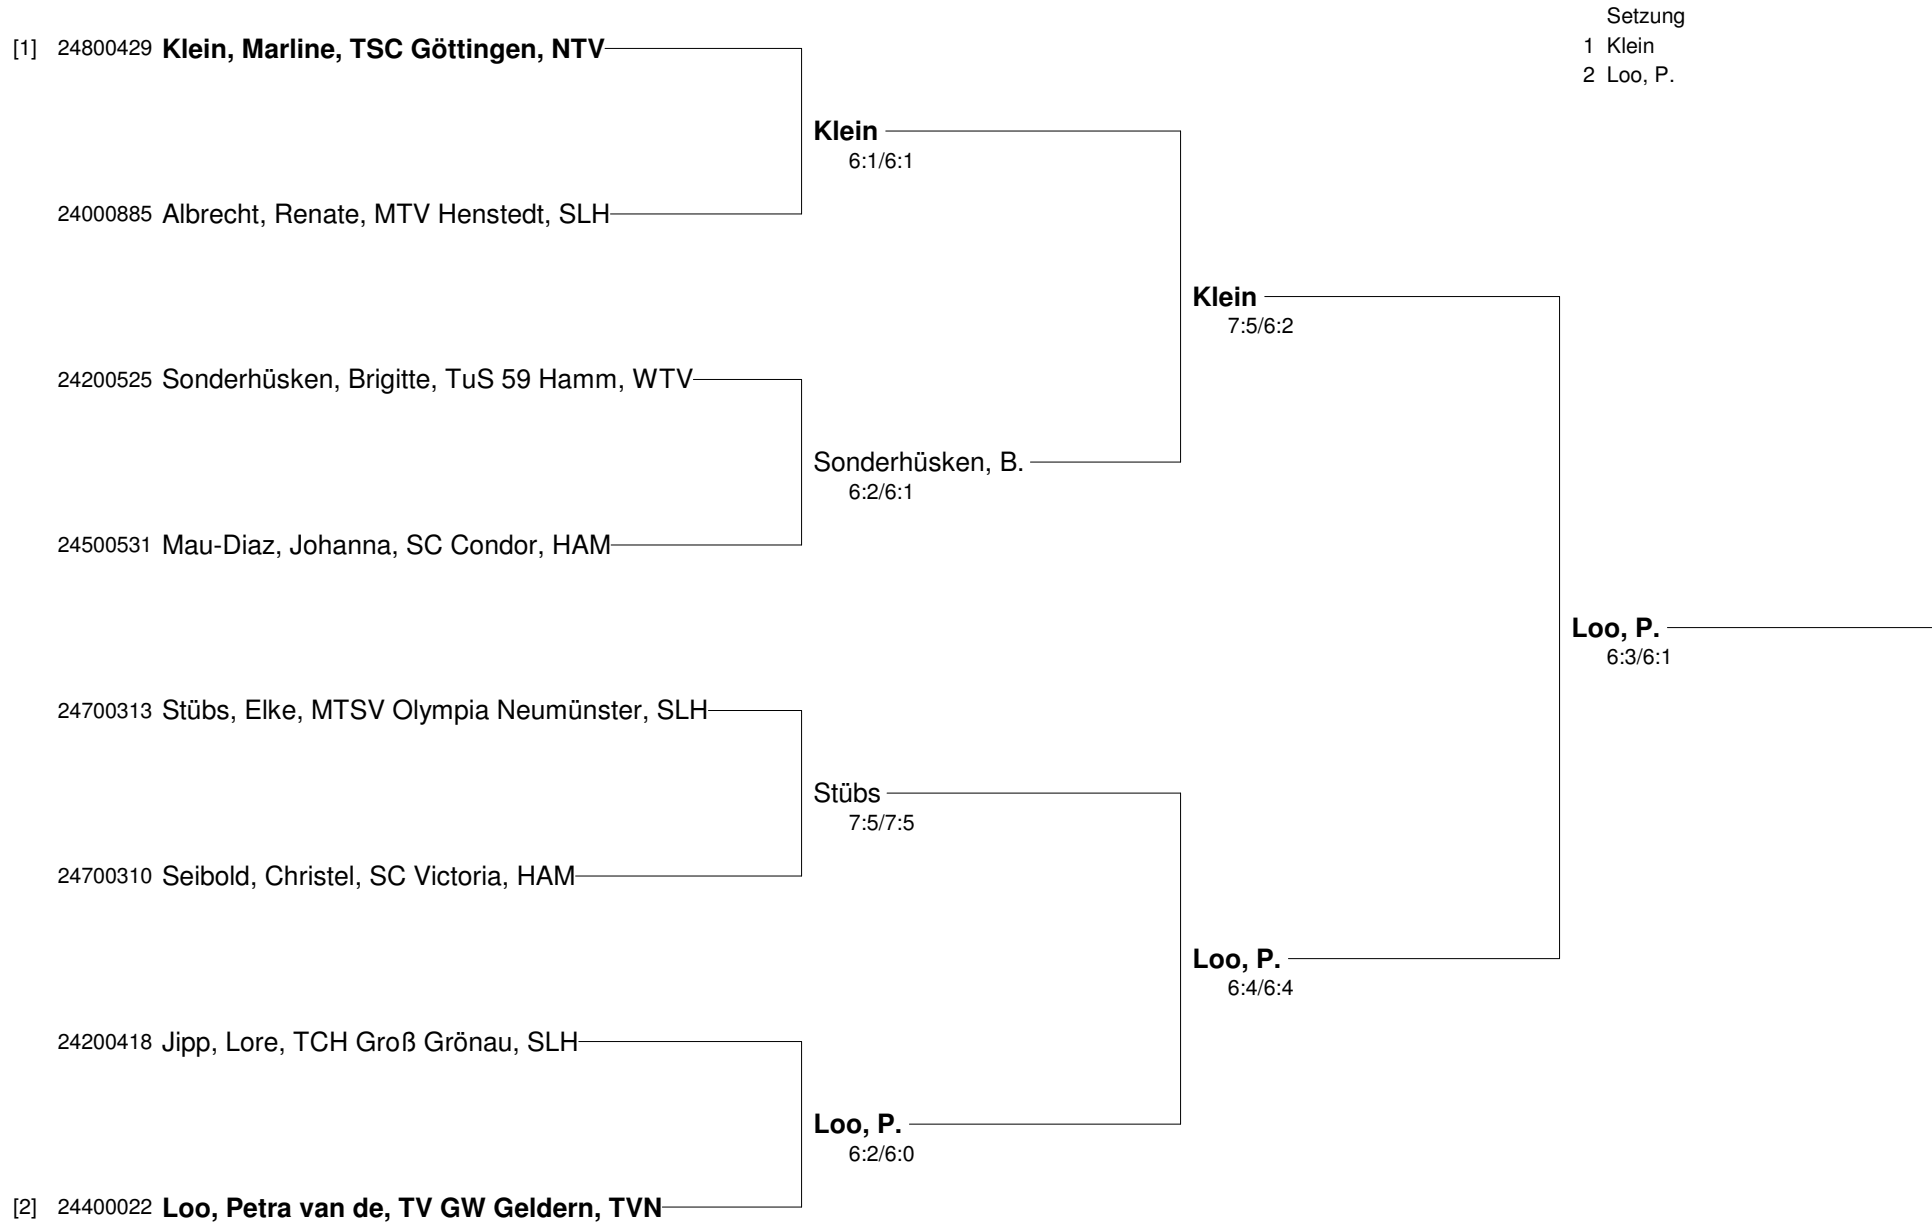 Setzung
1 Klein
2 Loo, P.
[1] 24800429 Klein, Marline, TSC Göttingen, NTV
Klein
6:1/6:1
24000885 Albrecht, Renate, MTV Henstedt, SLH
Klein
7:5/6:2
24200525 Sonderhüsken, Brigitte, TuS 59 Hamm, WTV
Sonderhüsken, B.
6:2/6:1
24500531 Mau-Diaz, Johanna, SC Condor, HAM
Loo, P.
6:3/6:1
24700313 Stübs, Elke, MTSV Olympia Neumünster, SLH
Stübs
7:5/7:5
24700310 Seibold, Christel, SC Victoria, HAM
Loo, P.
6:4/6:4
24200418 Jipp, Lore, TCH Groß Grönau, SLH
Loo, P.
6:2/6:0
[2] 24400022 Loo, Petra van de, TV GW Geldern, TVN